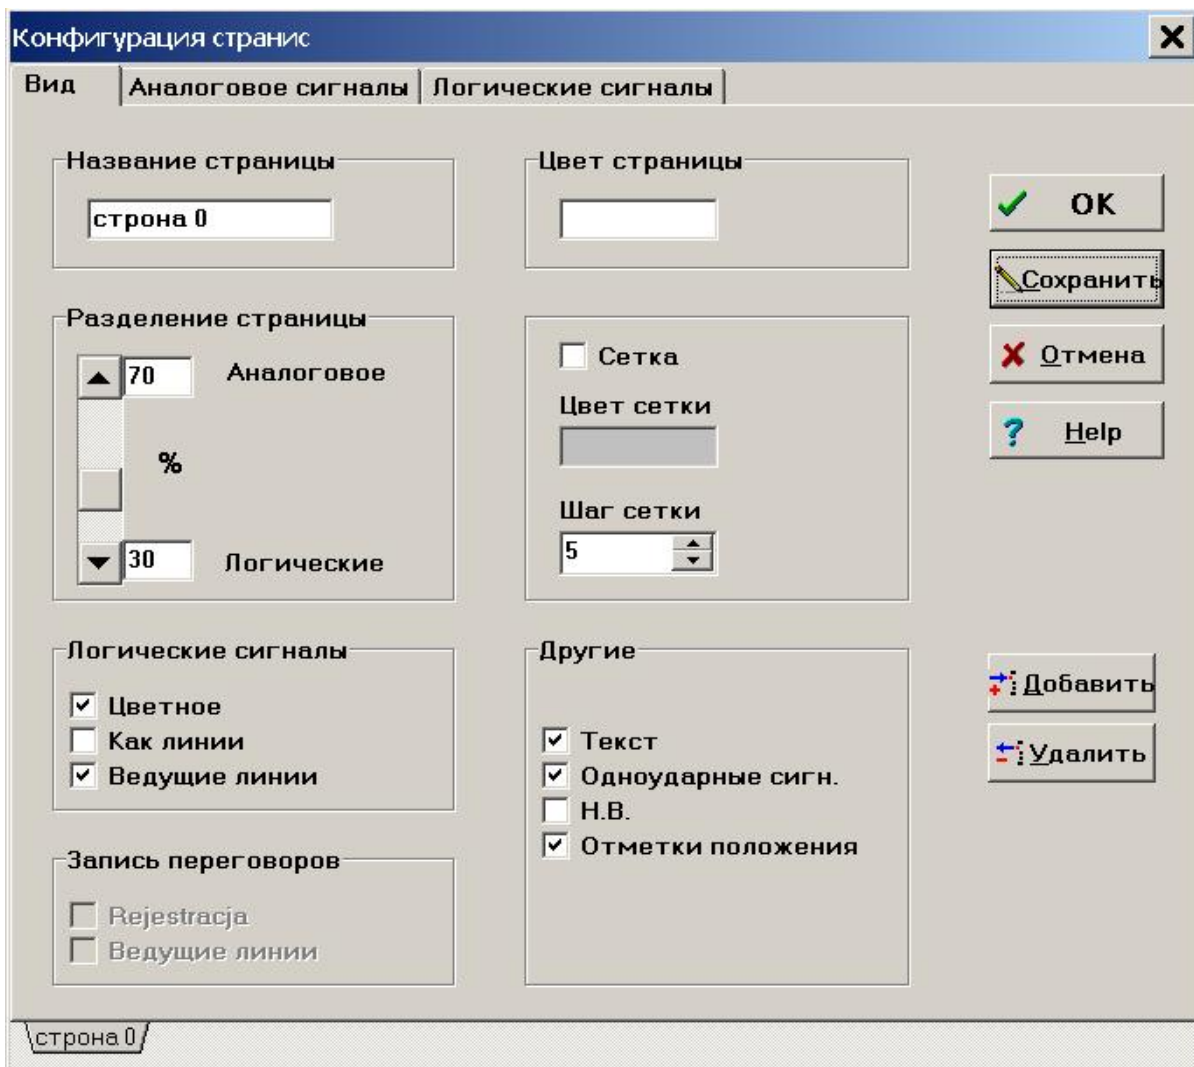 Конфигурация странис
Вид
Аналоговое сигналы
Логические сигналы
Название страницы
строна 0
Цвет страницы
OK
Сохранить
Отмена
Help
Разделение страницы
70 Аналоговое
%
30 Логические
Сетка
Цвет сетки
Шаг сетки
5
Логические сигналы
Цветное
Как линии
Ведущие линии
Другие
Текст
Одноударные сигн.
Н.В.
Отметки положения
Добавить
Удалить
Запись переговоров
Rejestracja
Ведущие линии
строна 0